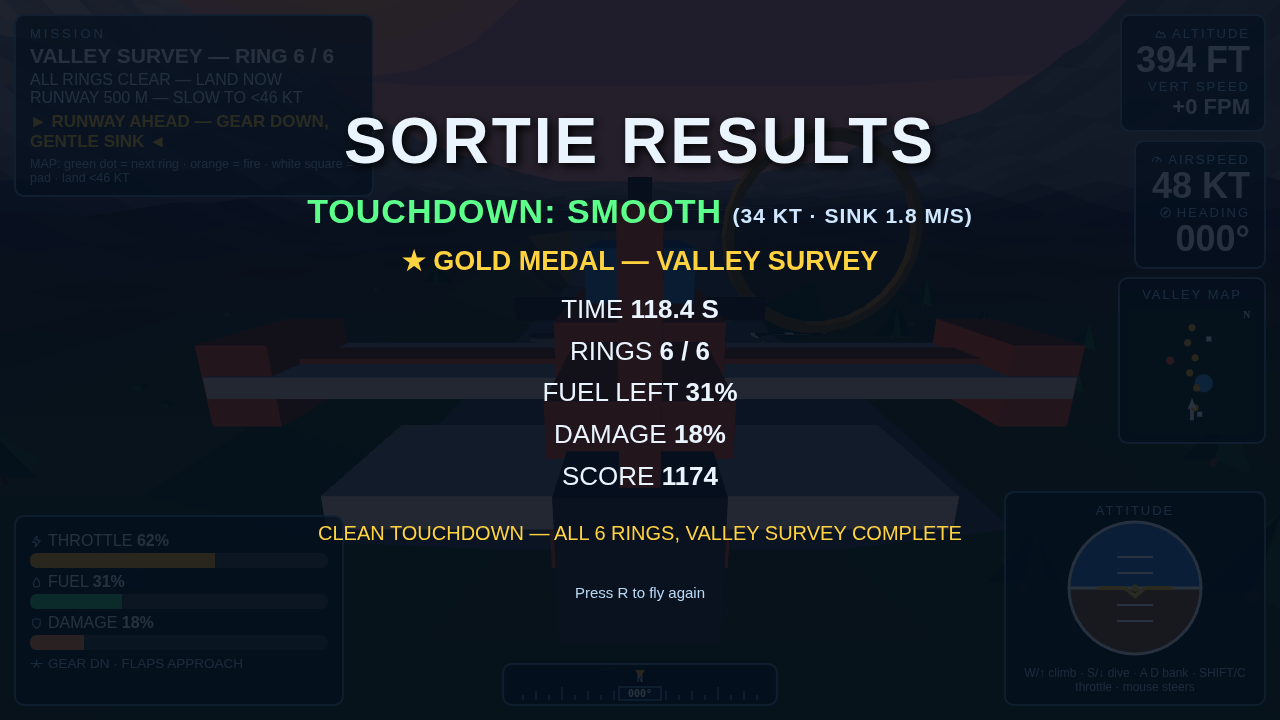 MISSION
VALLEY SURVEY — RING 6 / 6
ALL RINGS CLEAR — LAND NOW
RUNWAY 500 M — SLOW TO <46 KT
► RUNWAY AHEAD — GEAR DOWN,
GENTLE SINK ◄
MAP: green dot = next ring · orange = fire · white square =
pad · land <46 KT
ALTITUDE
394 FT
VERT SPEED
+0 FPM
AIRSPEED
48 KT
HEADING
000°
VALLEY MAP
N
SORTIE RESULTS
TOUCHDOWN: SMOOTH (34 KT · SINK 1.8 M/S)
★ GOLD MEDAL — VALLEY SURVEY
TIME 118.4 S
RINGS 6 / 6
FUEL LEFT 31%
DAMAGE 18%
SCORE 1174
CLEAN TOUCHDOWN — ALL 6 RINGS, VALLEY SURVEY COMPLETE
Press R to fly again
THROTTLE 62%
FUEL 31%
DAMAGE 18%
GEAR DN · FLAPS APPROACH
N
000°
ATTITUDE
W/↑ climb · S/↓ dive · A D bank · SHIFT/C
throttle · mouse steers